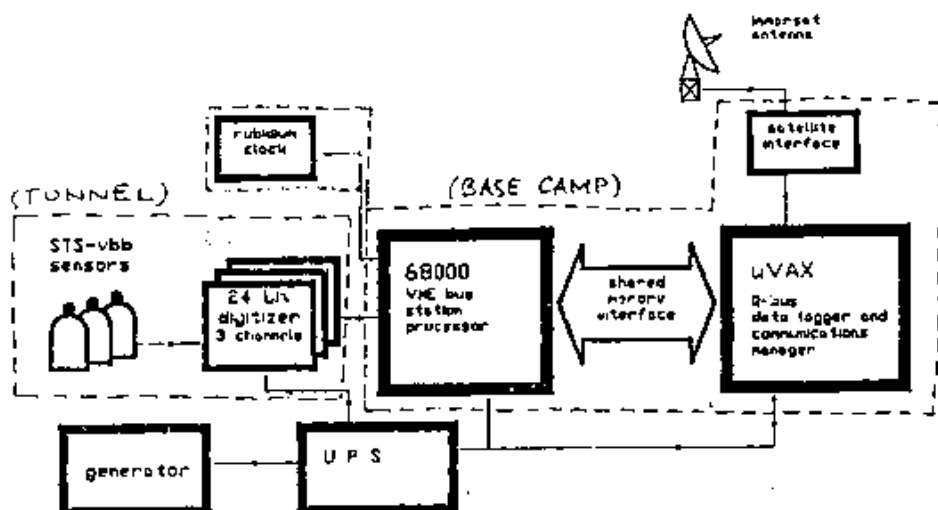 inmarsat
antenna
rubidium
clock
satellite
interface
(TUNNEL)
(BASE CAMP)
STS-vbb
sensors
24 bit
digitizer
3 channels
68000
VME bus
station
processor
shared
memory
interface
uVAX
Q-bus
data logger and
communications
manager
generator
UPS